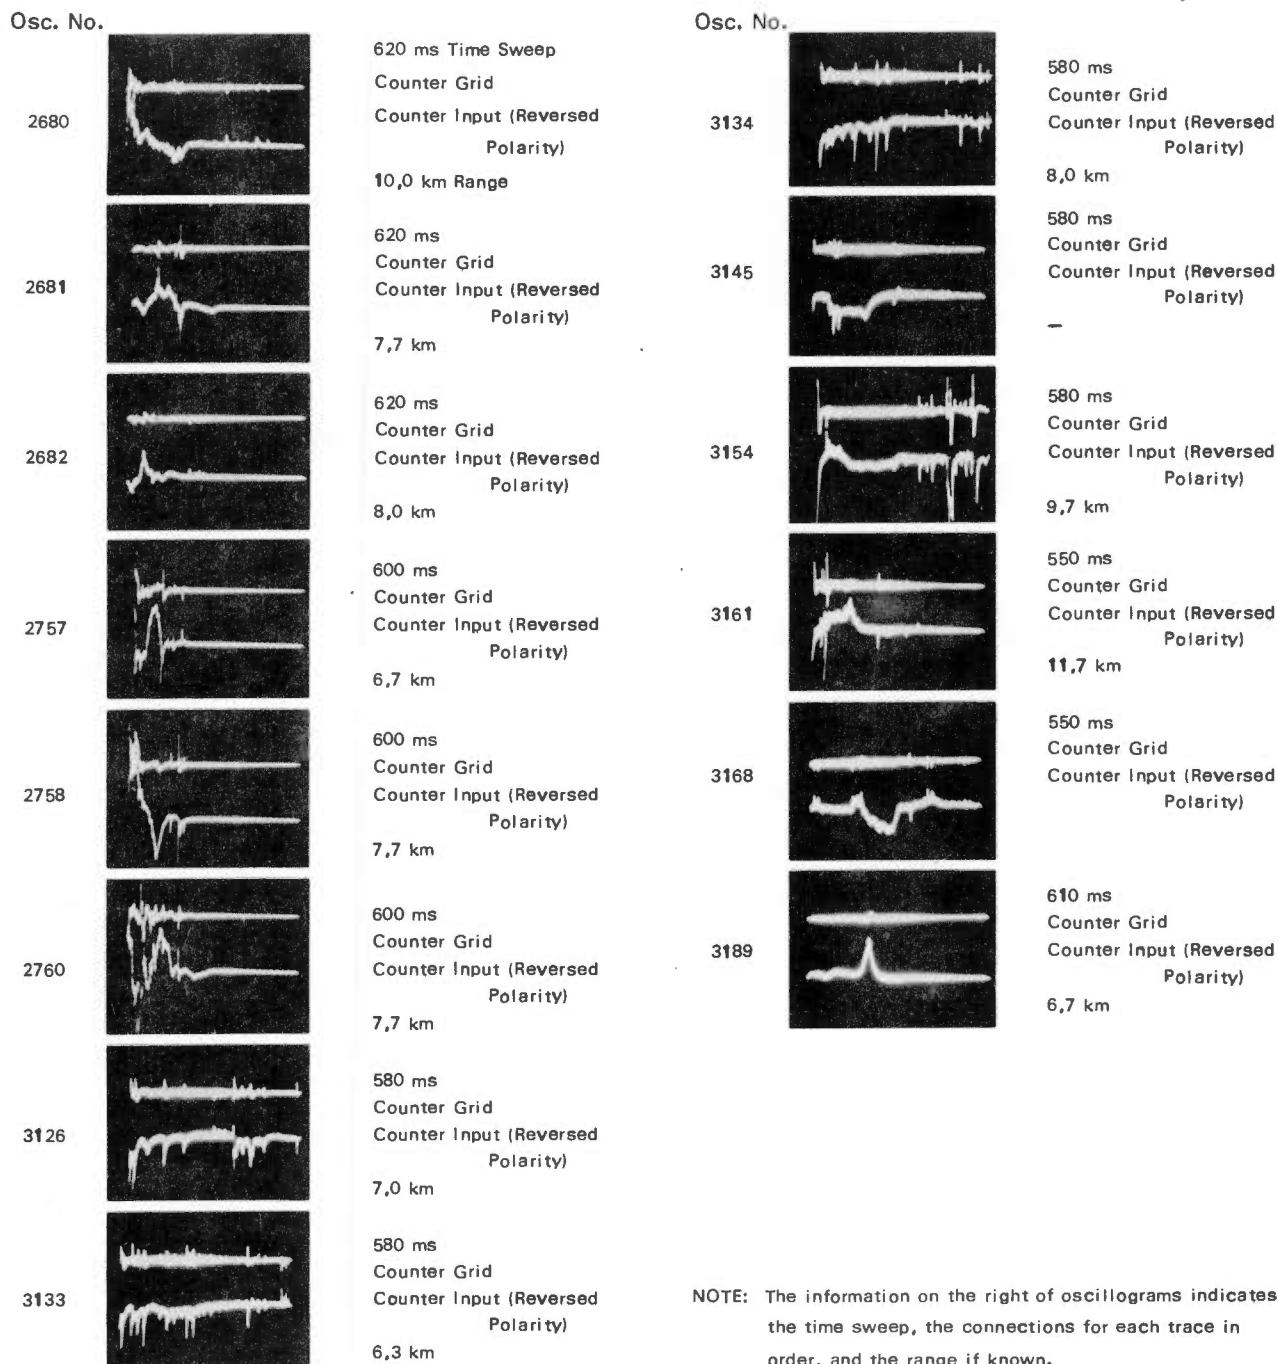 Osc. No.
2680
620 ms Time Sweep
Counter Grid
Counter Input (Reversed
Polarity)
10,0 km Range
2681
620 ms
Counter Grid
Counter Input (Reversed
Polarity)
7,7 km
2682
620 ms
Counter Grid
Counter Input (Reversed
Polarity)
8,0 km
2757
600 ms
Counter Grid
Counter Input (Reversed
Polarity)
6,7 km
2758
600 ms
Counter Grid
Counter Input (Reversed
Polarity)
7,7 km
2760
600 ms
Counter Grid
Counter Input (Reversed
Polarity)
7,7 km
3126
580 ms
Counter Grid
Counter Input (Reversed
Polarity)
7,0 km
3133
580 ms
Counter Grid
Counter Input (Reversed
Polarity)
6,3 km
Osc. No.
3134
580 ms
Counter Grid
Counter Input (Reversed
Polarity)
8,0 km
3145
580 ms
Counter Grid
Counter Input (Reversed
Polarity)
—
3154
580 ms
Counter Grid
Counter Input (Reversed
Polarity)
9,7 km
3161
550 ms
Counter Grid
Counter Input (Reversed
Polarity)
11,7 km
3168
550 ms
Counter Grid
Counter Input (Reversed
Polarity)
3189
610 ms
Counter Grid
Counter Input (Reversed
Polarity)
6,7 km
NOTE: The information on the right of oscillograms indicates
the time sweep, the connections for each trace in
order, and the range if known.